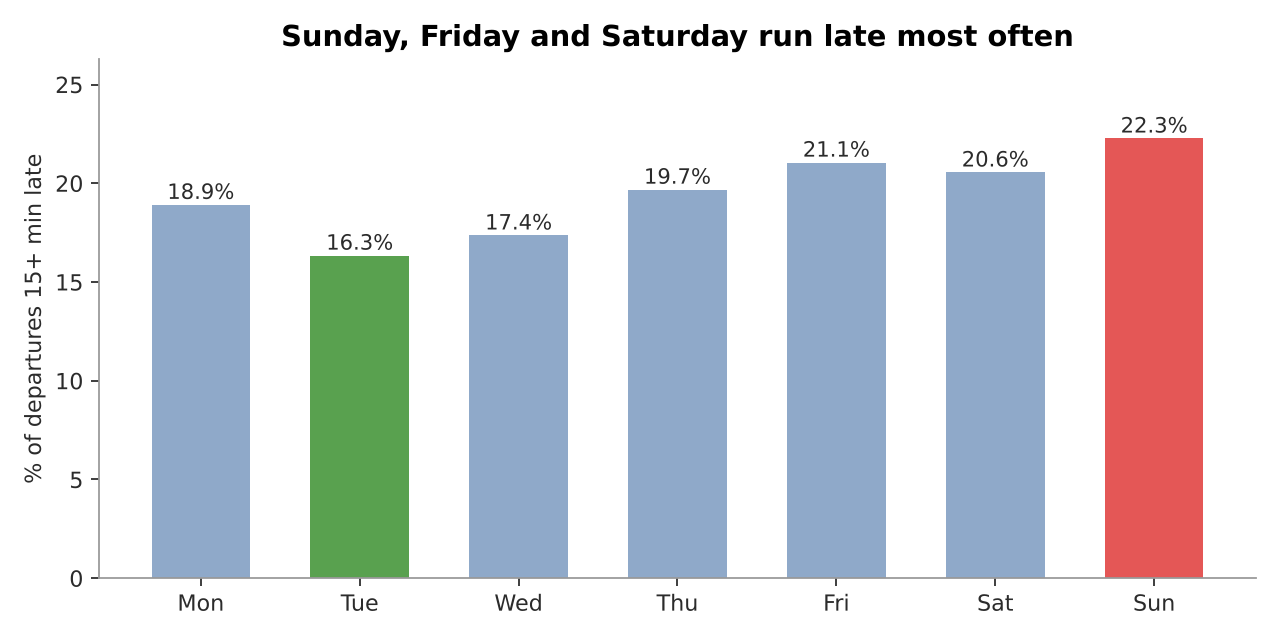 Sunday, Friday and Saturday run late most often
% of departures 15+ min late
25
20
15
10
5
0
18.9%
16.3%
17.4%
19.7%
21.1%
20.6%
22.3%
Mon
Tue
Wed
Thu
Fri
Sat
Sun